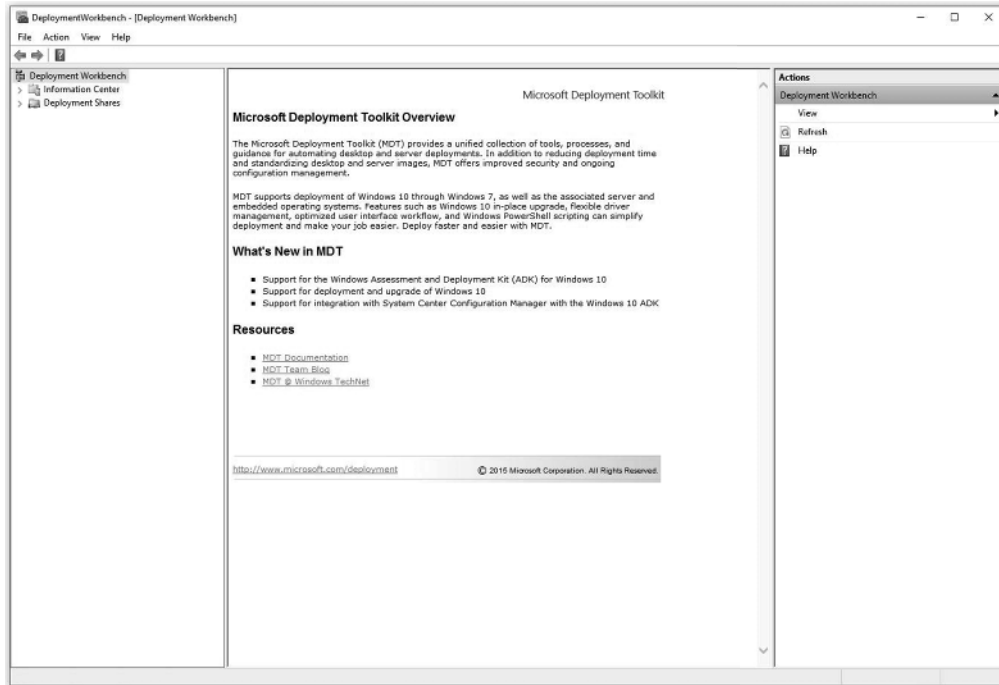 DeploymentWorkbench - [Deployment Workbench]
File Action View Help
Deployment Workbench
Information Center
Deployment Shares
Microsoft Deployment Toolkit
Microsoft Deployment Toolkit Overview
The Microsoft Deployment Toolkit (MDT) provides a unified collection of tools, processes, and
guidance for automating desktop and server deployments. In addition to reducing deployment time
and standardizing desktop and server images, MDT offers improved security and ongoing
configuration management.
MDT supports deployment of Windows 10 through Windows 7, as well as the associated server and
embedded operating systems. Features such as Windows 10 in-place upgrade, flexible driver
management, optimized user interface workflow, and Windows PowerShell scripting can simplify
deployment and make your job easier. Deploy faster and easier with MDT.
What's New in MDT
Support for the Windows Assessment and Deployment Kit (ADK) for Windows 10
Support for deployment and upgrade of Windows 10
Support for integration with System Center Configuration Manager with the Windows 10 ADK
Resources
MDT Documentation
MDT Team Blog
MDT @ Windows TechNet
http://www.microsoft.com/deployment
© 2015 Microsoft Corporation. All Rights Reserved.
Actions
Deployment Workbench
View
Refresh
Help